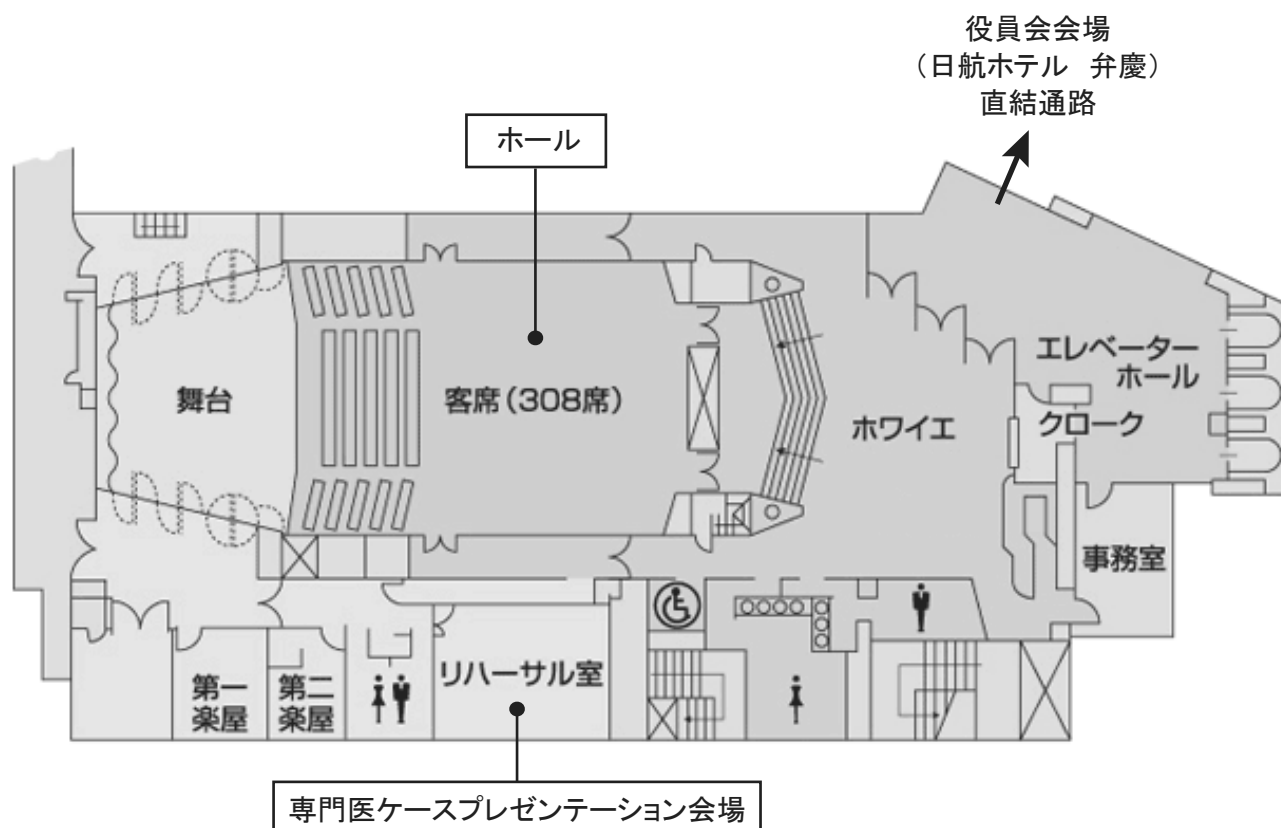 役員会会場
（日航ホテル　弁慶）
直結通路
ホール
エレベーター
ホール
舞台
客席（308席）
ホワイエ
クローク
事務室
リハーサル室
第一
楽屋
第二
楽屋
専門医ケースプレゼンテーション会場